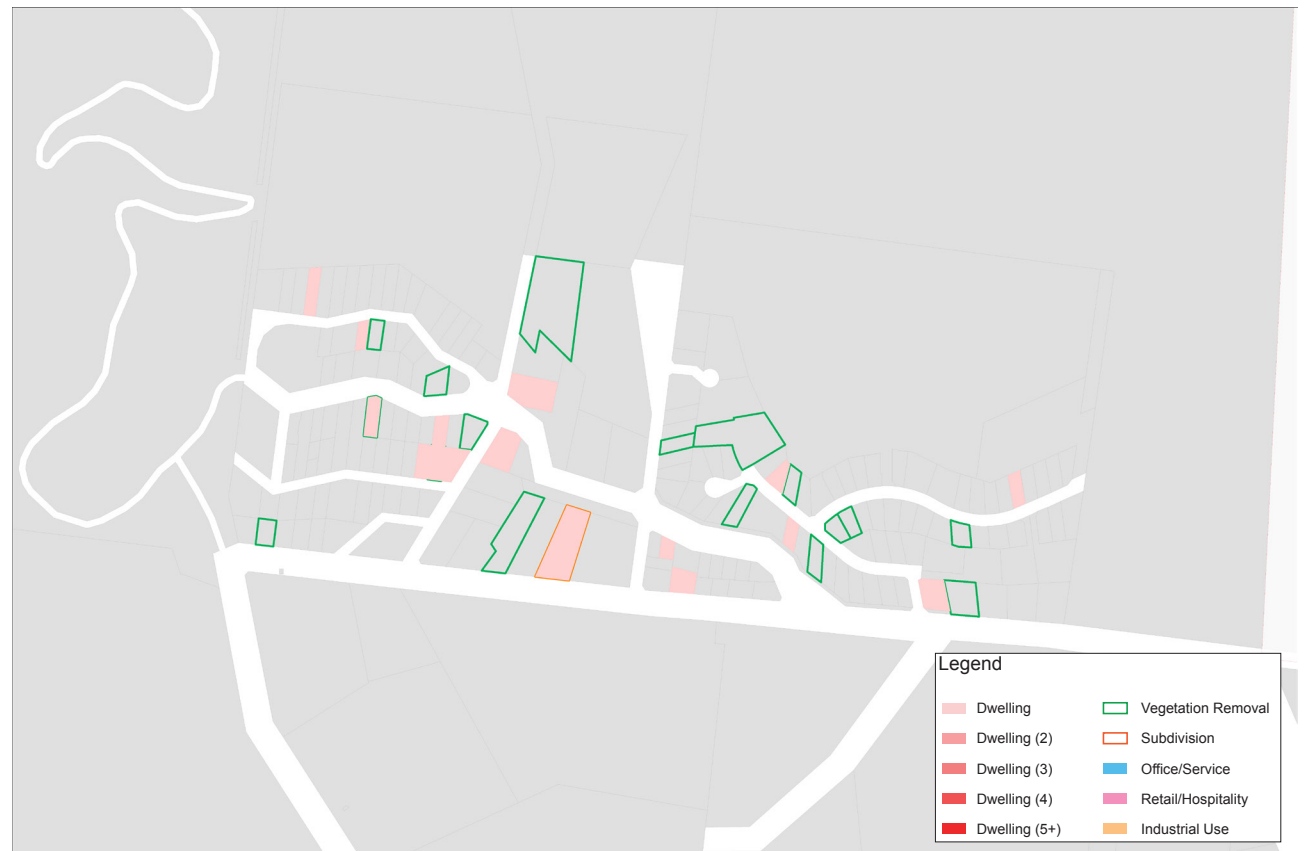 Legend
Dwelling
Dwelling (2)
Dwelling (3)
Dwelling (4)
Dwelling (5+)
Vegetation Removal
Subdivision
Office/Service
Retail/Hospitality
Industrial Use